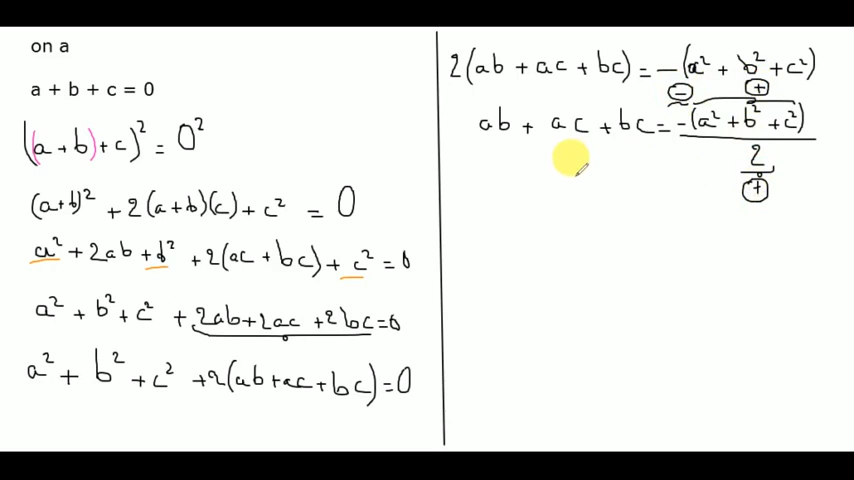 on a
a + b + c = 0
((a + b) + c)² = 0²
(a+b)² + 2(a+b)(c) + c² = 0
a² + 2ab + b² + 2(ac + bc) + c² = 0
a² + b² + c² + 2ab + 2ac + 2bc = 0
a² + b² + c² + 2(ab + ac + bc) = 0
2(ab + ac + bc) = -(a² + b² + c²)
- +
ab + ac + bc = -(a² + b² + c²)
2
+